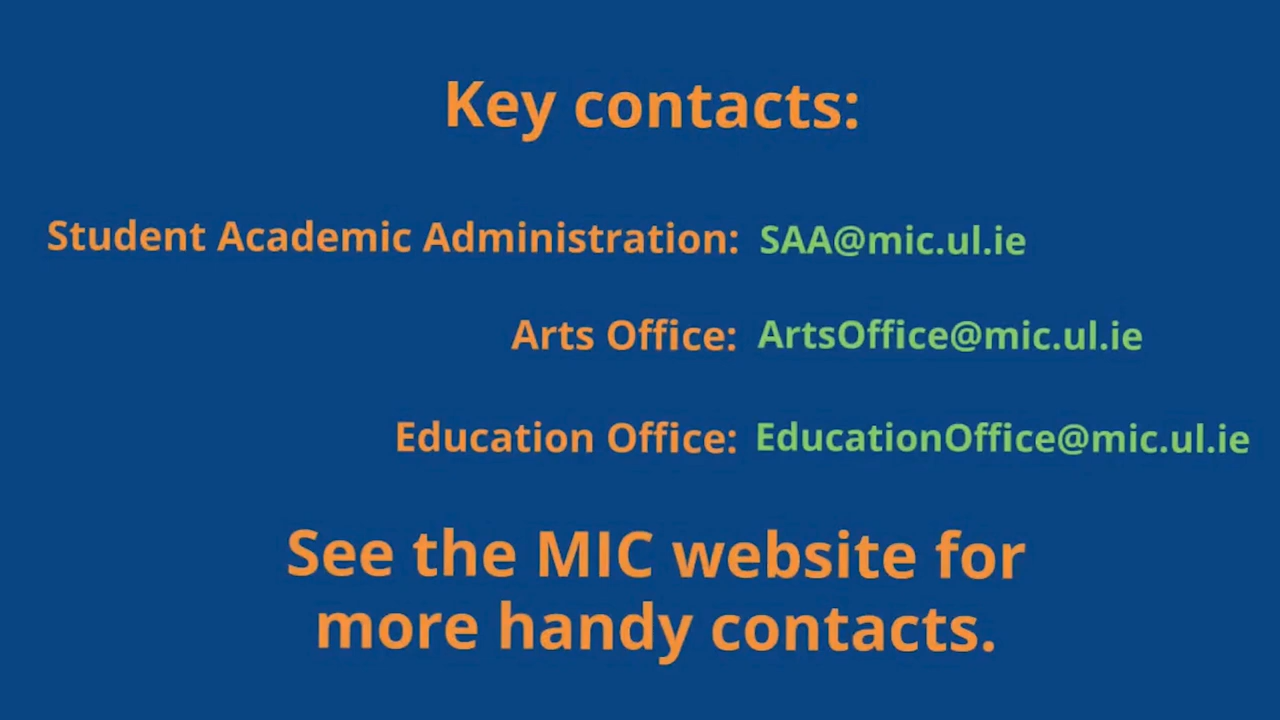 Key contacts:
Student Academic Administration: SAA@mic.ul.ie
Arts Office: ArtsOffice@mic.ul.ie
Education Office: EducationOffice@mic.ul.ie
See the MIC website for
more handy contacts.